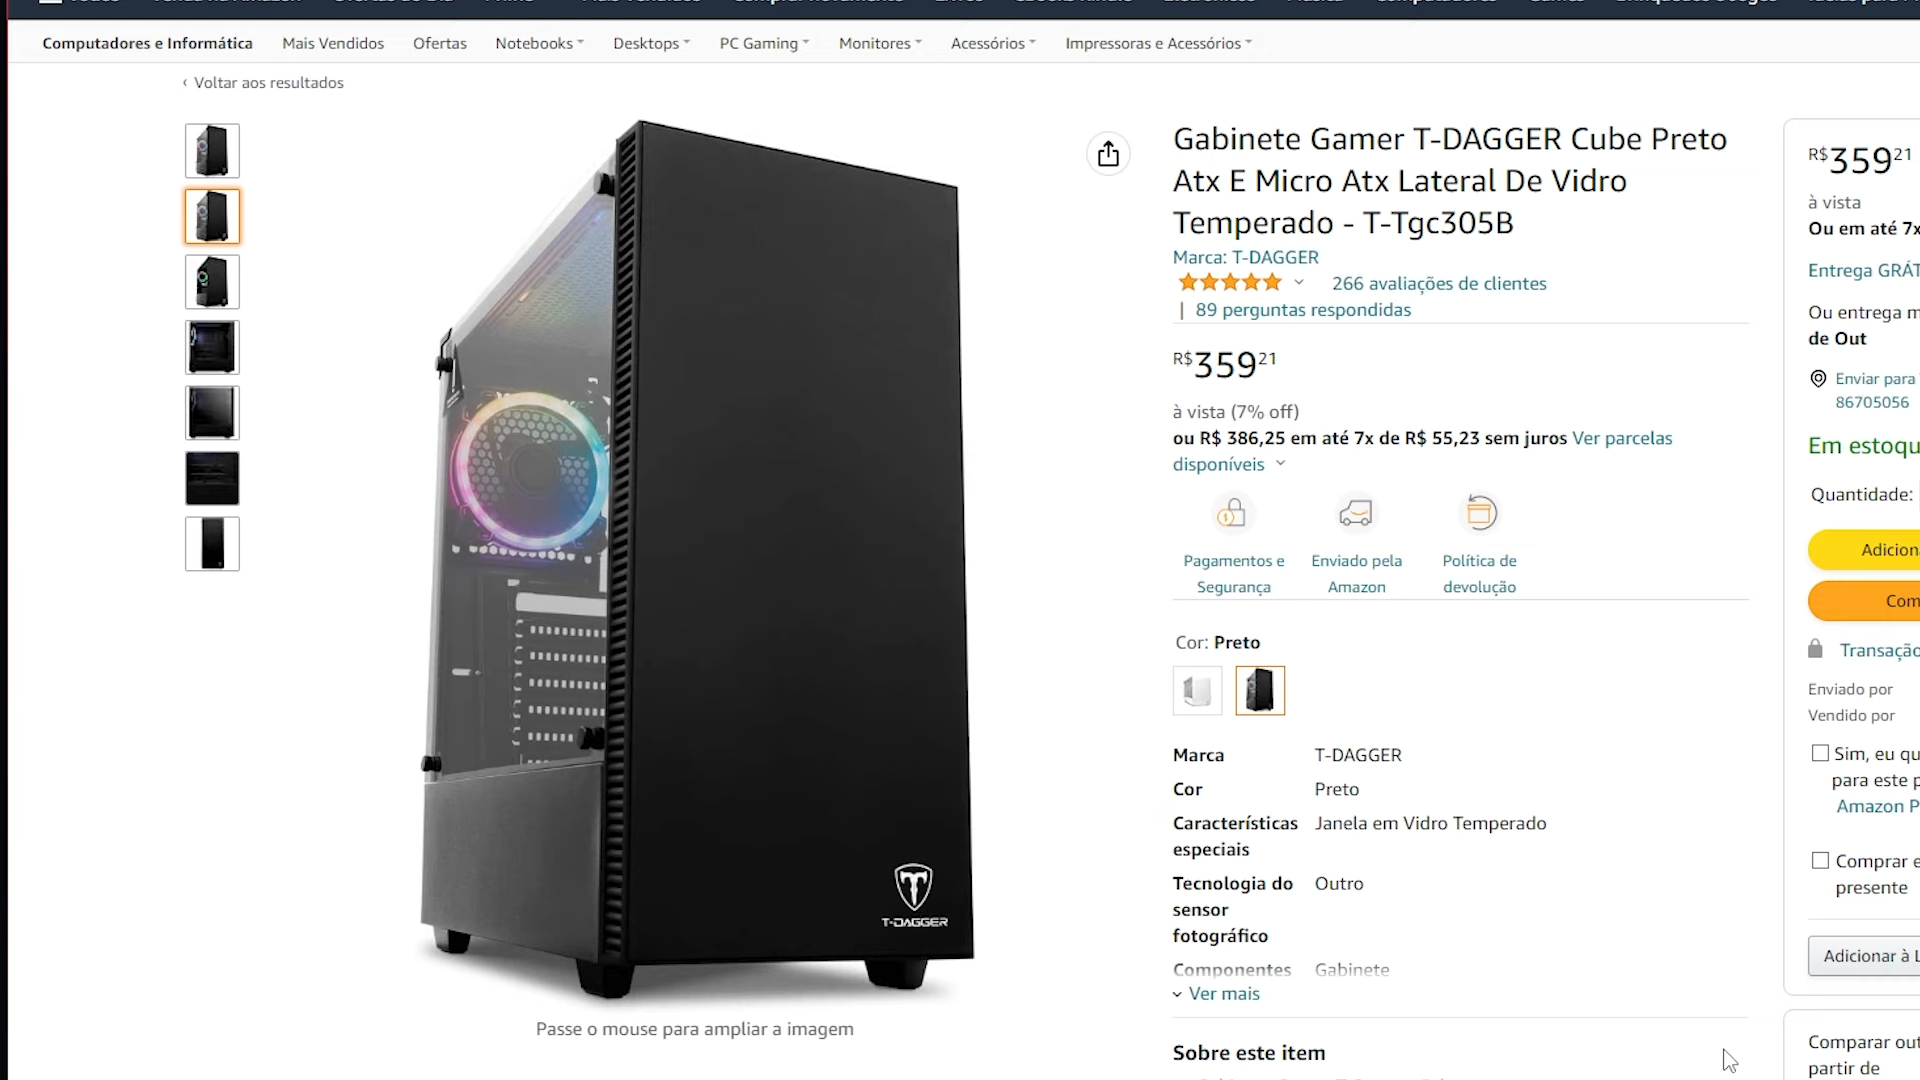 Computadores e Informática Mais Vendidos Ofertas Notebooks Desktops PC Gaming Monitores Acessórios Impressoras e Acessórios
‹ Voltar aos resultados
T-DAGGER
Passe o mouse para ampliar a imagem
Gabinete Gamer T-DAGGER Cube Preto
Atx E Micro Atx Lateral De Vidro
Temperado - T-Tgc305B
Marca: T-DAGGER
266 avaliações de clientes
| 89 perguntas respondidas
R$35921
à vista (7% off)
ou R$ 386,25 em até 7x de R$ 55,23 sem juros Ver parcelas
disponíveis
Pagamentos e
Segurança
Enviado pela
Amazon
Política de
devolução
Cor: Preto
Marca T-DAGGER
Cor Preto
Características Janela em Vidro Temperado
especiais
Tecnologia do Outro
sensor
fotográfico
Componentes Gabinete
Ver mais
Sobre este item
R$35921
à vista
Ou em até 7x
Entrega GRÁT
Ou entrega m
de Out
Enviar para
86705056
Em estoqu
Quantidade:
Adicion
Com
Transação
Enviado por
Vendido por
Sim, eu qu
para este p
Amazon P
Comprar e
presente
Adicionar à L
Comparar out
partir de